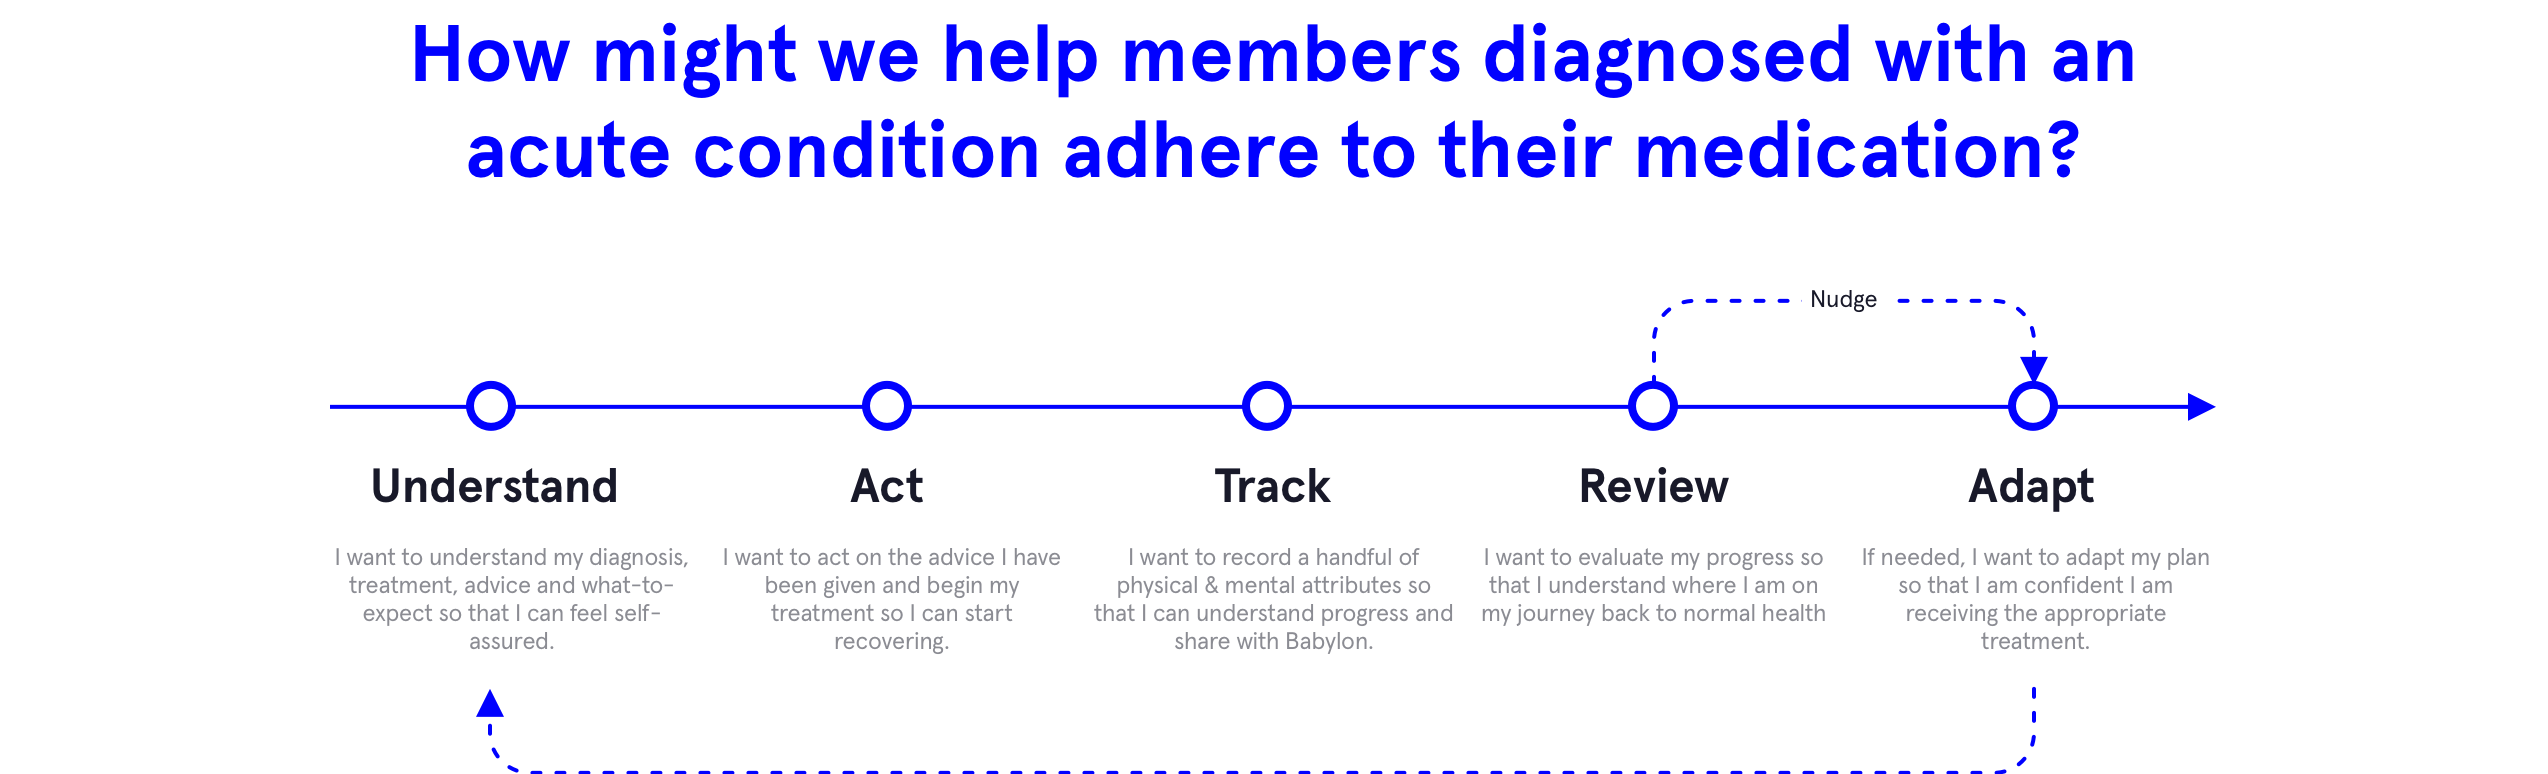 How might we help members diagnosed with an
acute condition adhere to their medication?
Nudge
Understand
I want to understand my diagnosis,
treatment, advice and what-to-
expect so that I can feel self-
assured.
Act
I want to act on the advice I have
been given and begin my
treatment so I can start
recovering.
Track
I want to record a handful of
physical & mental attributes so
that I can understand progress and
share with Babylon.
Review
I want to evaluate my progress so
that I understand where I am on
my journey back to normal health
Adapt
If needed, I want to adapt my plan
so that I am confident I am
receiving the appropriate
treatment.